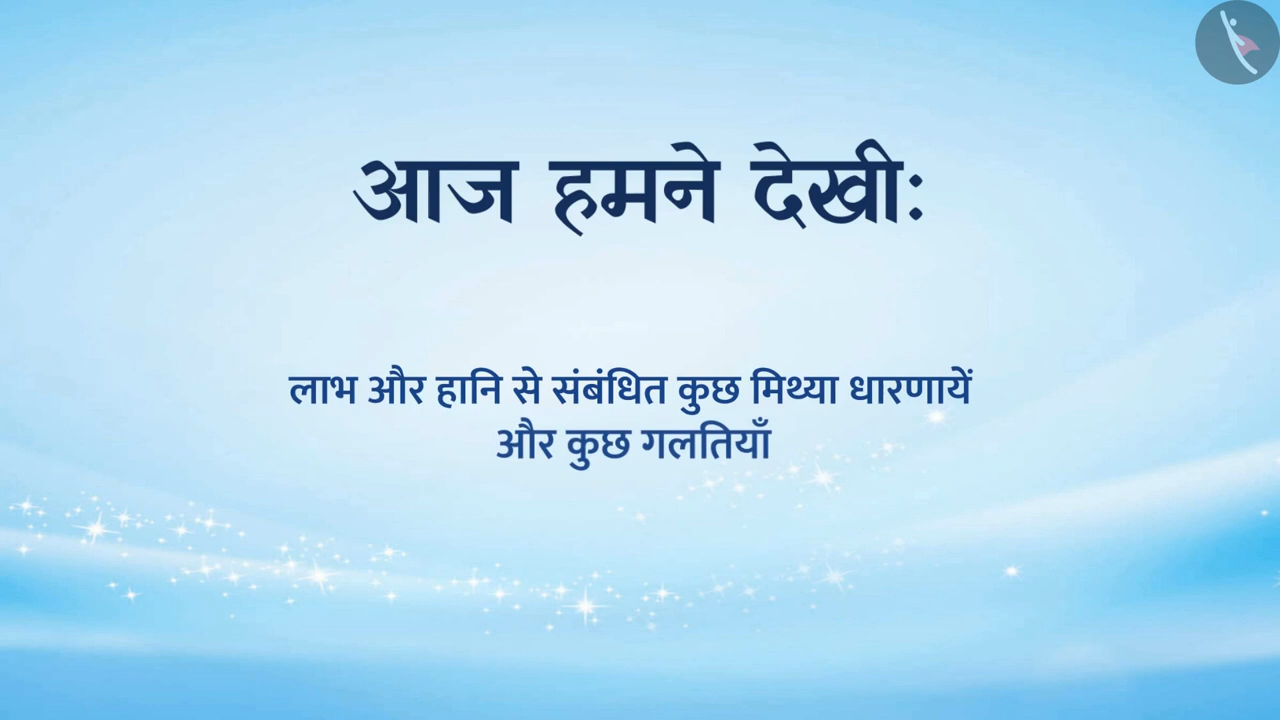 आज हमने देखी:
लाभ और हानि से संबंधित कुछ मिथ्या धारणायें
और कुछ गलतियाँ